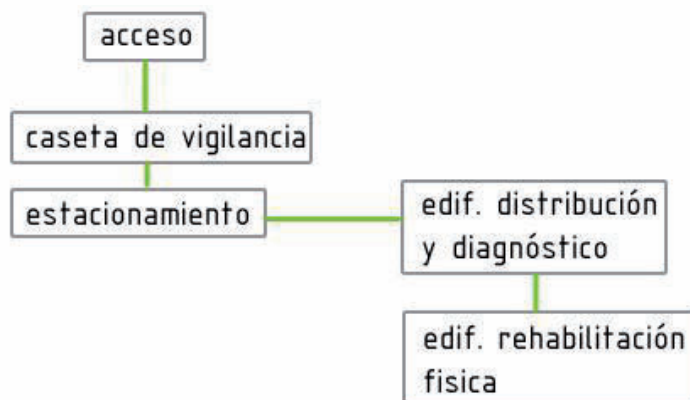 acceso
caseta de vigilancia
estacionamiento
edif. distribución
y diagnóstico
edif. rehabilitación
fisica